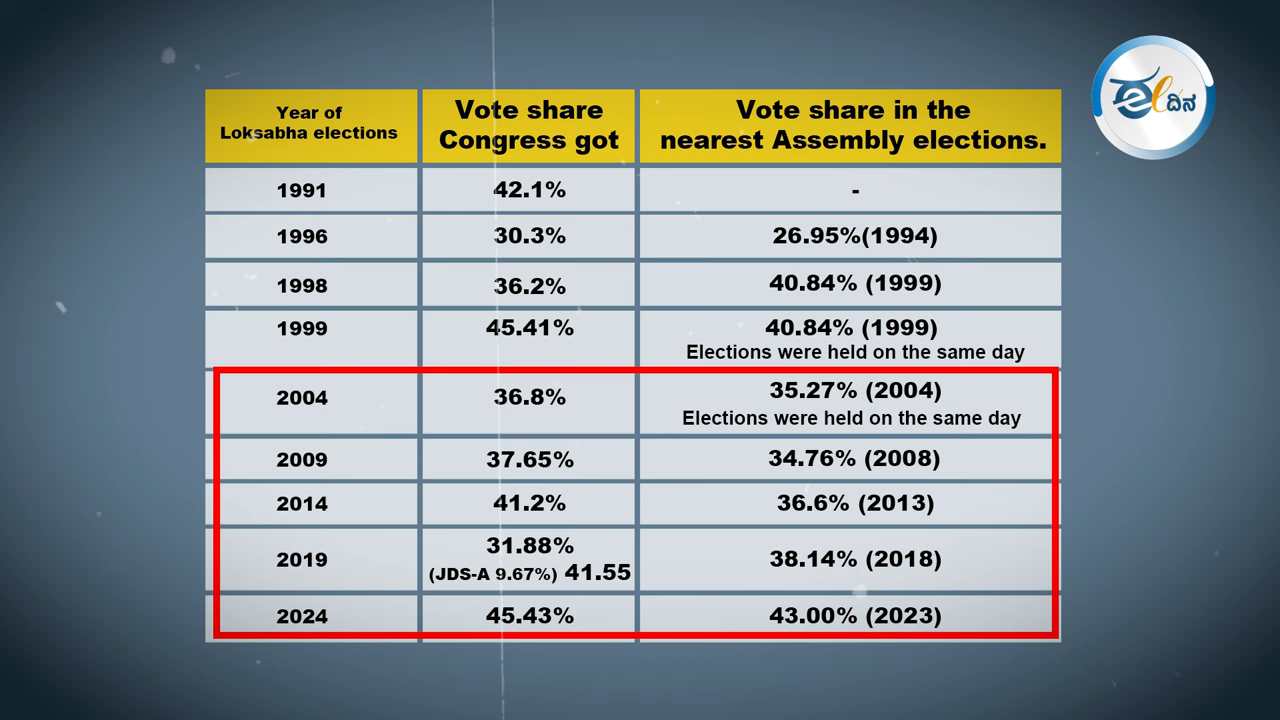 Year of
Loksabha elections
Vote share
Congress got
Vote share in the
nearest Assembly elections.
1991
42.1%
-
1996
30.3%
26.95%(1994)
1998
36.2%
40.84% (1999)
1999
45.41%
40.84% (1999)
Elections were held on the same day
2004
36.8%
35.27% (2004)
Elections were held on the same day
2009
37.65%
34.76% (2008)
2014
41.2%
36.6% (2013)
2019
31.88%
(JDS-A 9.67%) 41.55
38.14% (2018)
2024
45.43%
43.00% (2023)
ದಿನ